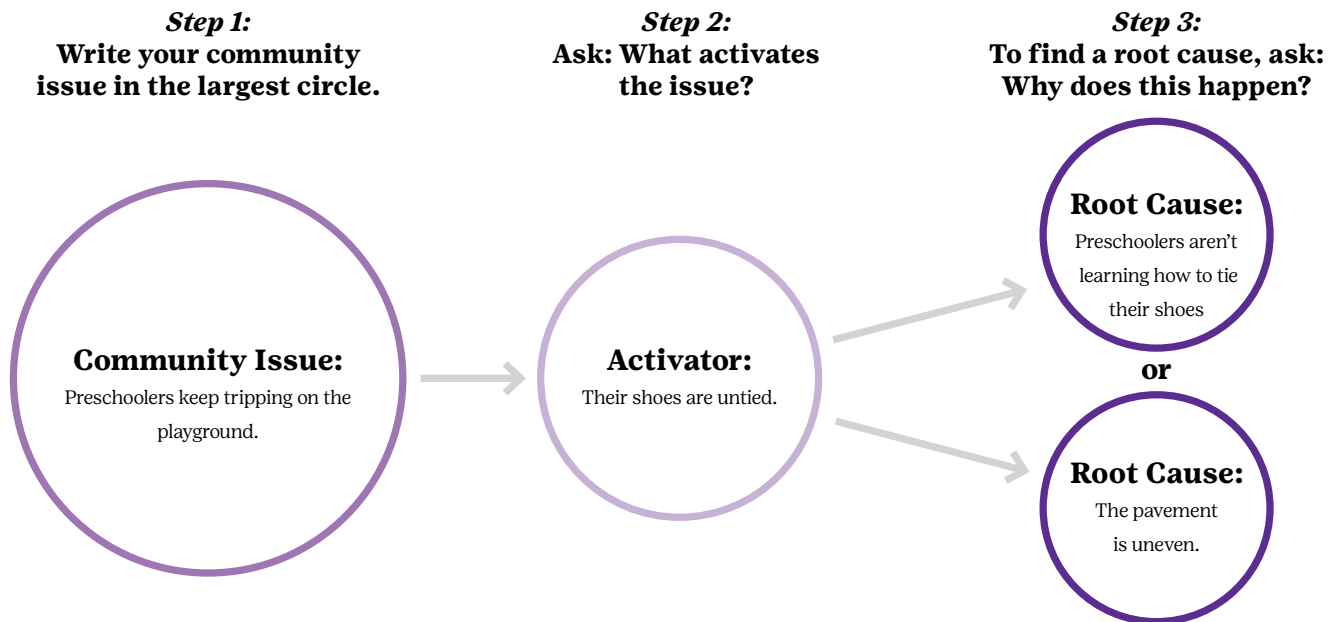 Step 1:
Write your community
issue in the largest circle.
Step 2:
Ask: What activates
the issue?
Step 3:
To find a root cause, ask:
Why does this happen?
Community Issue:
Preschoolers keep tripping on the
playground.
Activator:
Their shoes are untied.
Root Cause:
Preschoolers aren’t
learning how to tie
their shoes
or
Root Cause:
The pavement
is uneven.